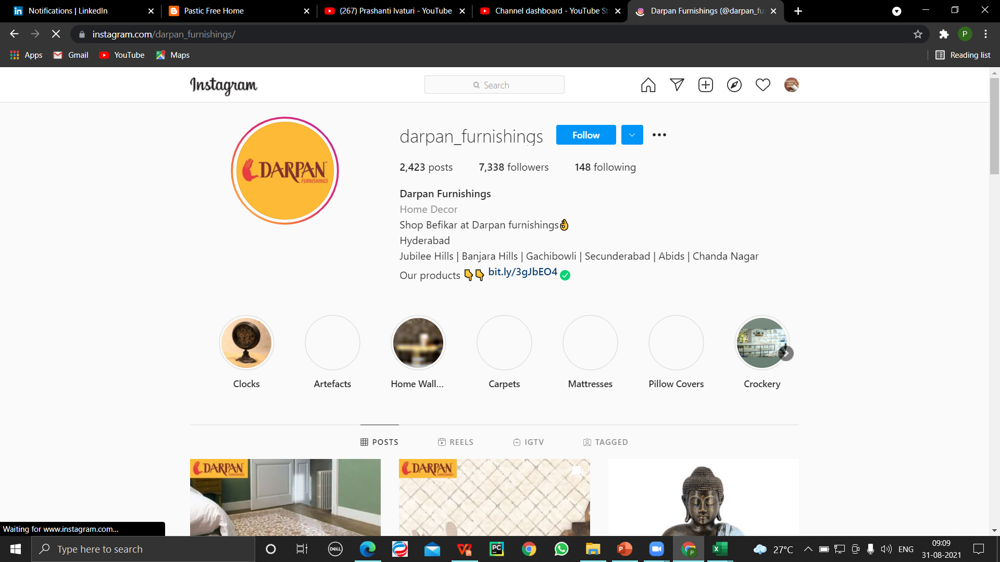 Notifications | LinkedIn
Pastic Free Home
(267) Prashanti Ivaturi - YouTube
Channel dashboard - YouTube St
Darpan Furnishings (@darpan_fu
instagram.com/darpan_furnishings/
P
Apps
Gmail
YouTube
Maps
Reading list
Instagram
Search
DARPAN
FURNISHINGS
darpan_furnishings
Follow
2,423 posts
7,338 followers
148 following
Darpan Furnishings
Home Decor
Shop Befikar at Darpan furnishings👌
Hyderabad
Jubilee Hills | Banjara Hills | Gachibowli | Secunderabad | Abids | Chanda Nagar
Our products 👇👇 bit.ly/3gJbEO4 ✅
Clocks
Artefacts
Home Wall...
Carpets
Mattresses
Pillow Covers
Crockery
POSTS
REELS
IGTV
TAGGED
DARPAN
FURNISHINGS
DARPAN
FURNISHINGS
Waiting for www.instagram.com...
Type here to search
DELL
PC
27°C
ENG
09:09
31-08-2021